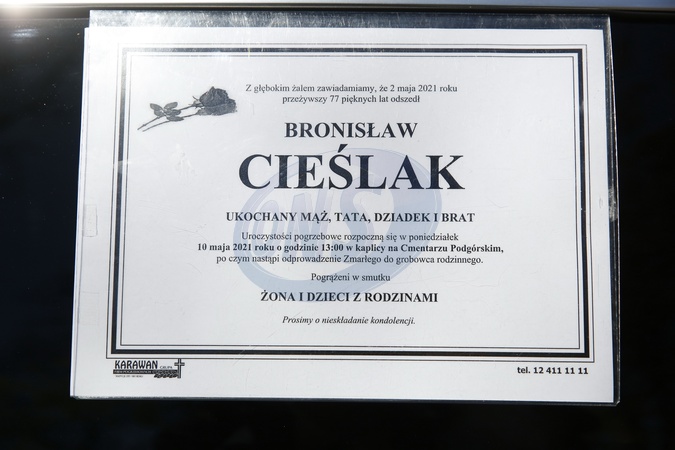 Z głębokim żalem zawiadamiamy, że 2 maja 2021 roku
przeżywszy 77 pięknych lat odszedł
BRONISŁAW
CIEŚLAK
UKOCHANY MĄŻ, TATA, DZIADEK I BRAT
Uroczystości pogrzebowe rozpoczną się w poniedziałek
10 maja 2021 roku o godzinie 13:00 w kaplicy na Cmentarzu Podgórskim,
po czym nastąpi odprowadzenie Zmarłego do grobowca rodzinnego.
Pogrążeni w smutku
ŻONA I DZIECI Z RODZINAMI
Prosimy o nieskładanie kondolencji.
KARAWAN
tel. 12 411 11 11